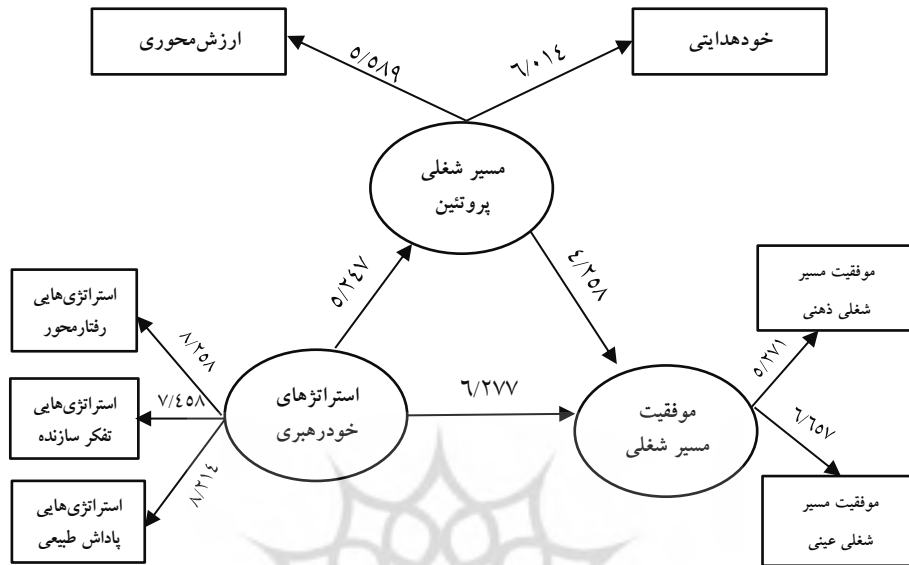 ارزش‌محوری
خودهدایتی
۵/۵۸۹
۶/۰۱۴
مسیر شغلی
پروتئین
۵/۲۴۷
۴/۲۵۸
استراتژی‌هایی
رفتارمحور
موفقیت مسیر
شغلی ذهنی
۸/۲۵۸
۵/۲۷۱
استراتژی‌هایی
تفکر سازنده
۷/٤۵۸
استراتژهای
خودرهبری
۶/۲۷۷
موفقیت
مسیر شغلی
۸/۲۱٤
۶/۶۵۷
استراتژی‌هایی
پاداش طبیعی
موفقیت مسیر
شغلی عینی